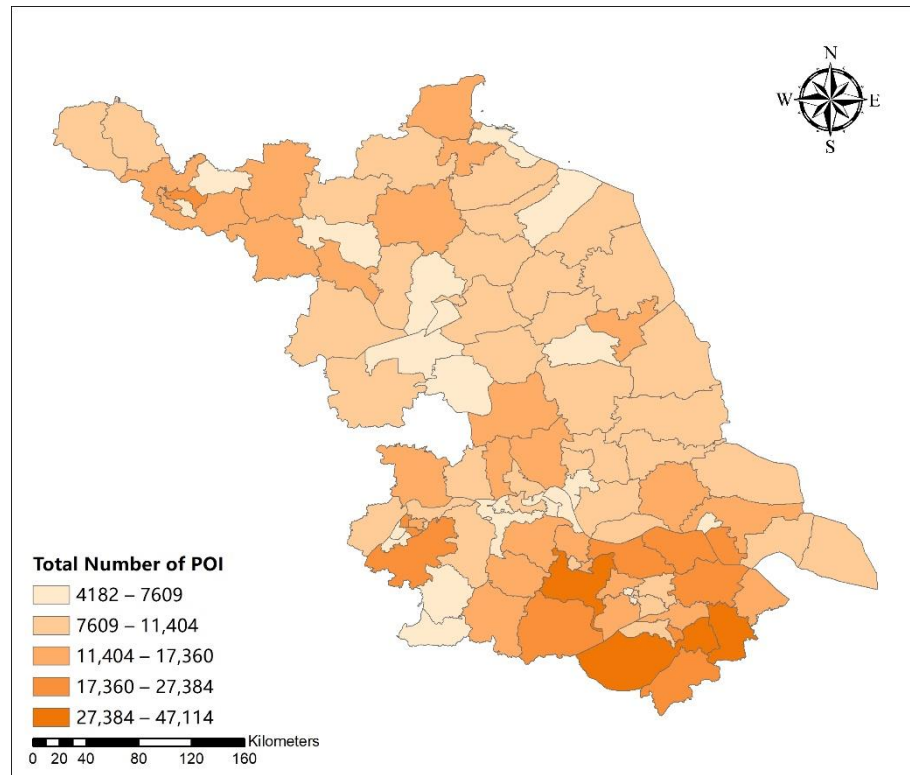 N
W E
S
Total Number of POI
4182 – 7609
7609 – 11,404
11,404 – 17,360
17,360 – 27,384
27,384 – 47,114
Kilometers
0 20 40 80 120 160